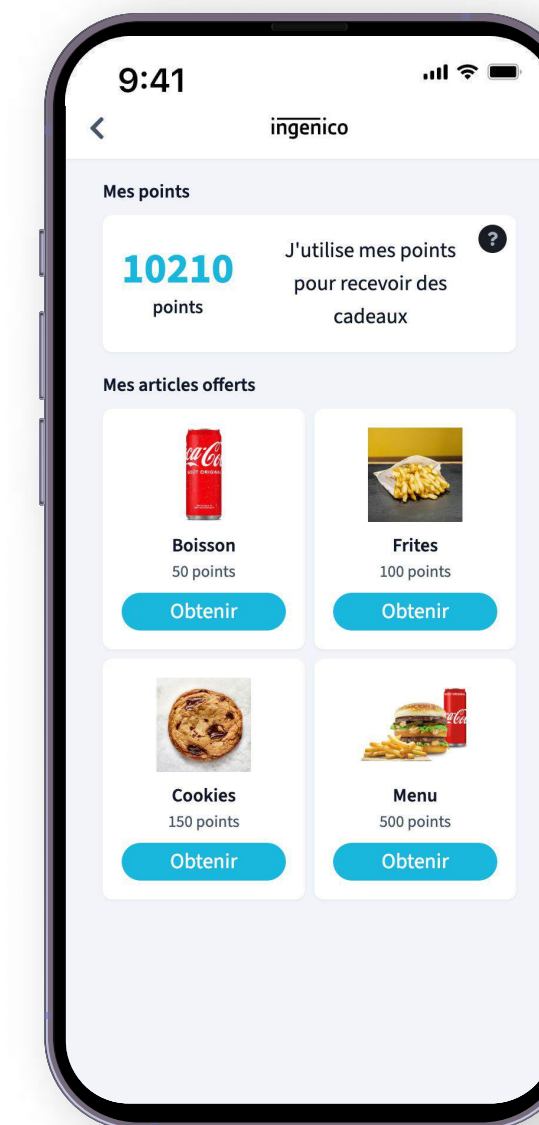 9:41
ingenico
Mes points
10210
points
J'utilise mes points
pour recevoir des
cadeaux
?
Mes articles offerts
Boisson
50 points
Obtenir
Frites
100 points
Obtenir
Cookies
150 points
Obtenir
Menu
500 points
Obtenir